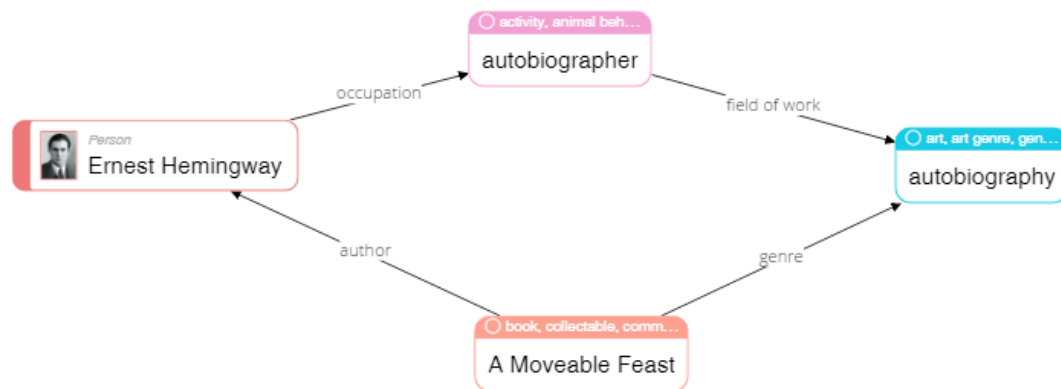 activity, animal beh...
autobiographer
occupation
field of work
Person
Ernest Hemingway
art, art genre, gen...
autobiography
author
genre
book, collectable, comm...
A Moveable Feast